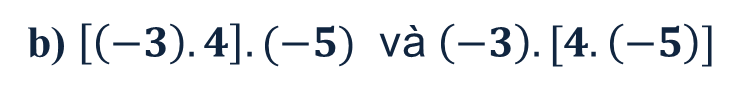 b) [(−3). 4]. (−5) và (−3). [4. (−5)]